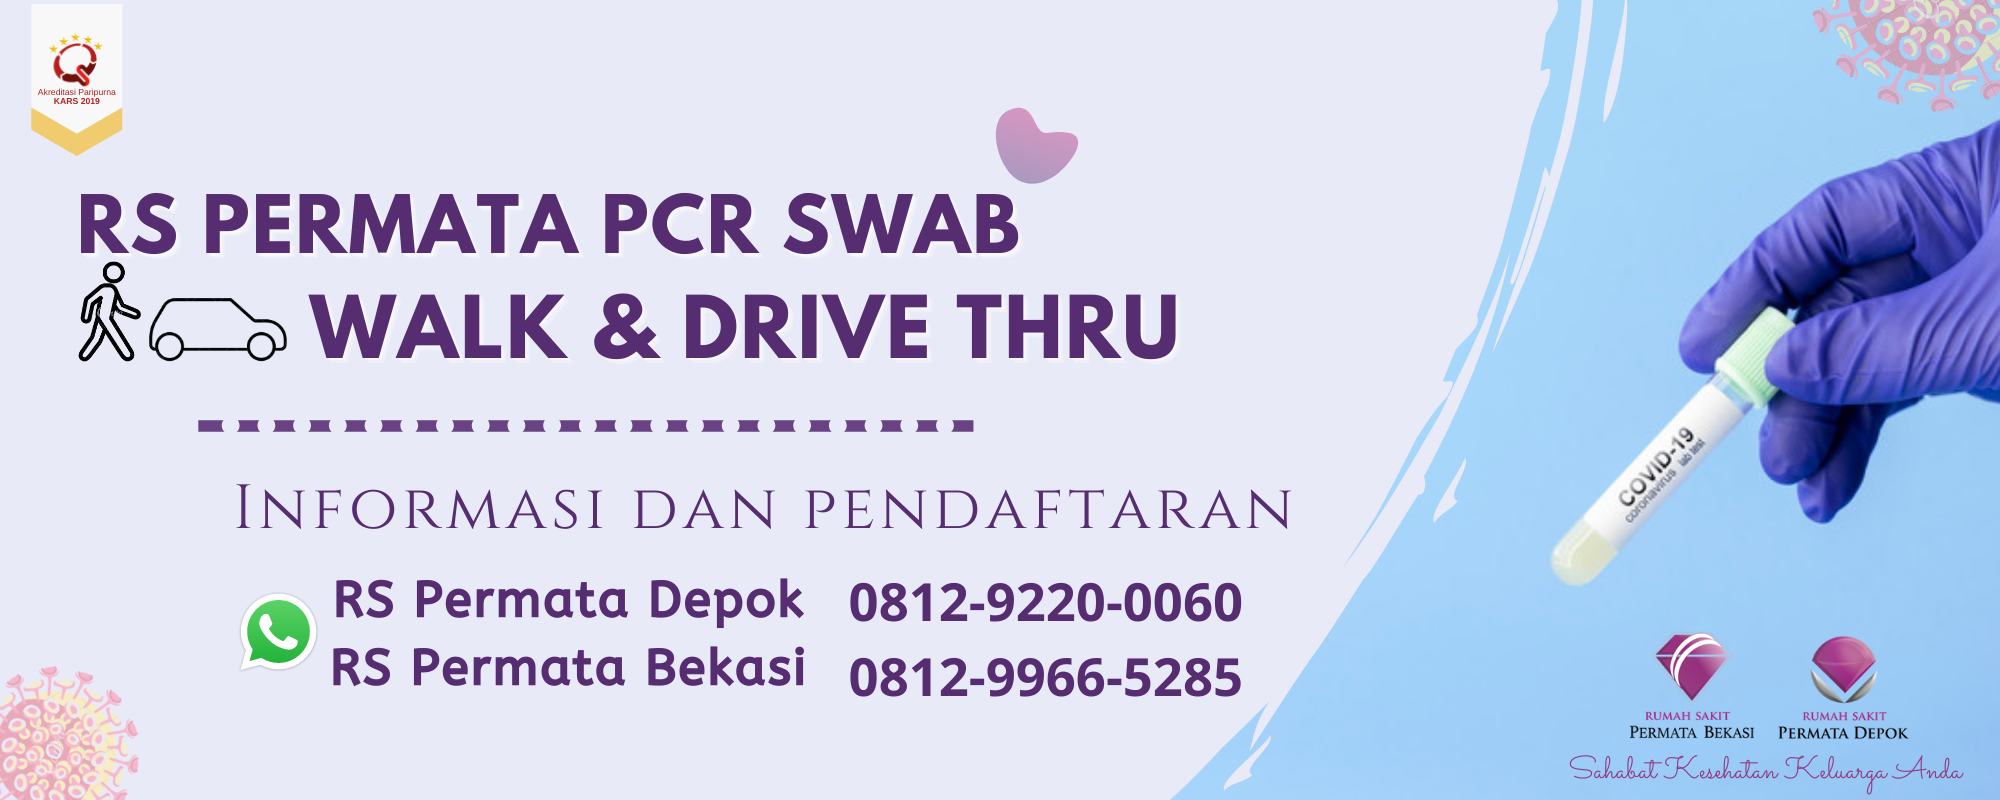 Akreditasi Paripurna
KARS 2019
RS PERMATA PCR SWAB
WALK & DRIVE THRU
Informasi dan pendaftaran
RS Permata Depok 0812-9220-0060
RS Permata Bekasi 0812-9966-5285
COVID-19
coronavirus lab test
RUMAH SAKIT
PERMATA BEKASI
RUMAH SAKIT
PERMATA DEPOK
Sahabat Kesehatan Keluarga Anda